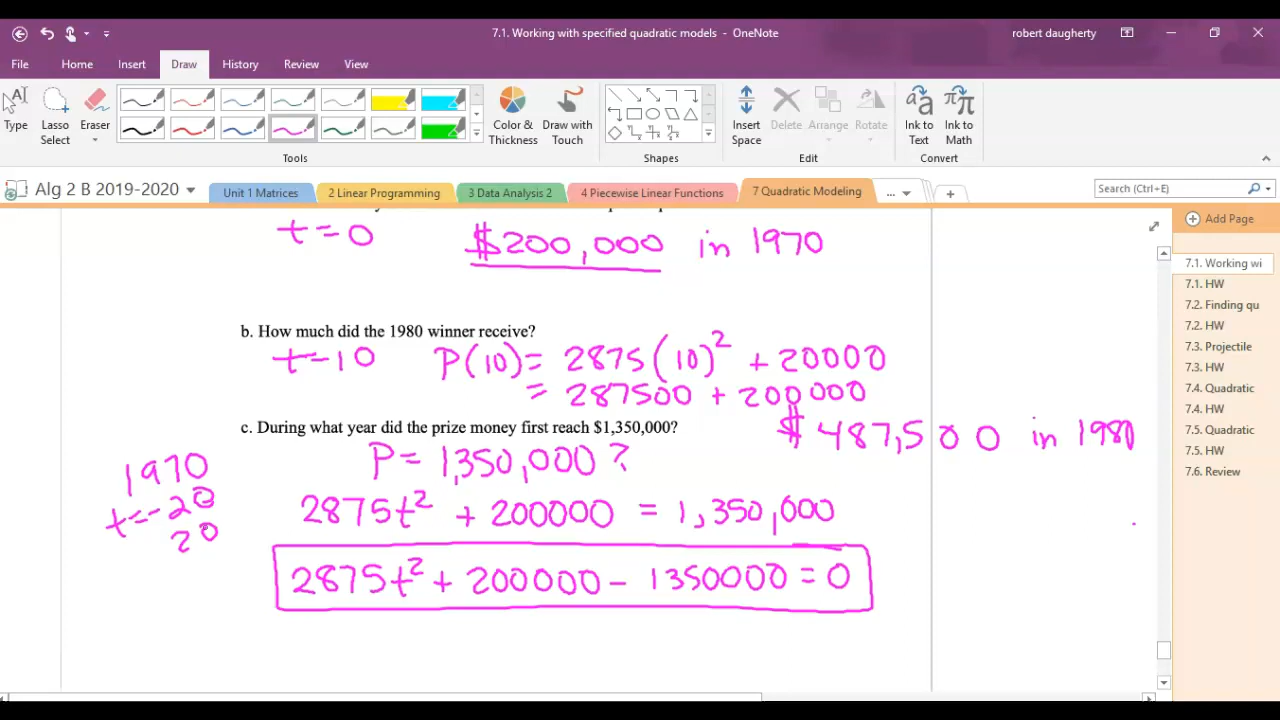 7.1. Working with specified quadratic models - OneNote
robert daugherty
File Home Insert Draw History Review View
Type
Lasso Select
Eraser
Color & Thickness
Draw with Touch
Insert Space
Delete
Arrange
Rotate
Ink to Text
Ink to Math
Tools
Shapes
Edit
Convert
Alg 2 B 2019-2020
Unit 1 Matrices
2 Linear Programming
3 Data Analysis 2
4 Piecewise Linear Functions
7 Quadratic Modeling
...
Search (Ctrl+E)
Add Page
t=0 $200,000 in 1970
b. How much did the 1980 winner receive?
t=10 P(10)= 2875(10)² + 20000
= 287500 + 200000
c. During what year did the prize money first reach $1,350,000?
$487,500 in 1980
P= 1,350,000?
1970
t=-20
20
2875t² + 200000 = 1,350,000
2875t² + 200000 - 1350000 = 0
7.1. Working wi
7.1. HW
7.2. Finding qu
7.2. HW
7.3. Projectile
7.3. HW
7.4. Quadratic
7.4. HW
7.5. Quadratic
7.5. HW
7.6. Review